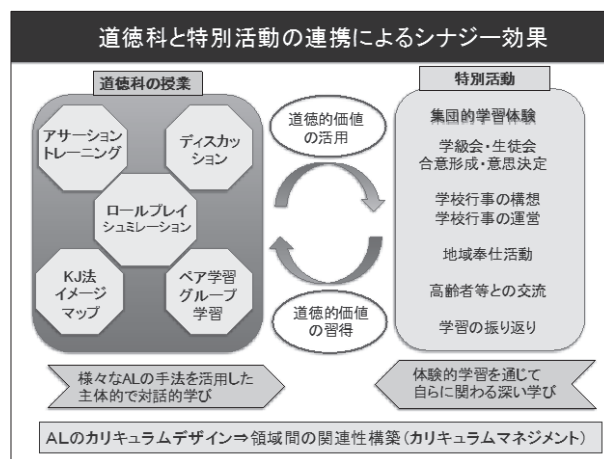 道徳科と特別活動の連携によるシナジー効果
道徳科の授業
アサーション
トレーニング
ディスカッ
ション
ロールプレイ
シュミレーション
KJ法
イメージ
マップ
ペア学習
グループ
学習
道徳的価値
の活用
道徳的価値
の習得
特別活動
集団的学習体験
学級会・生徒会
合意形成・意思決定
学校行事の構想
学校行事の運営
地域奉仕活動
高齢者等との交流
学習の振り返り
様々なALの手法を活用した
主体的で対話的学び
体験的学習を通じて
自らに関わる深い学び
ALのカリキュラムデザイン⇒領域間の関連性構築(カリキュラムマネジメント)